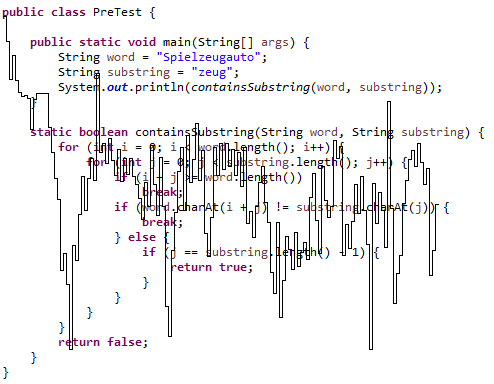 public class PreTest {
public static void main(String[] args) {
String word = "Spielzeugauto";
String substring = "zeug";
System.out.println(containsSubstring(word, substring));
}
static boolean containsSubstring(String word, String substring) {
for (int i = 0; i < word.length(); i++) {
for (int j = 0; j < substring.length(); j++) {
if (i + j >= word.length())
break;
if (word.charAt(i + j) != substring.charAt(j)) {
break;
} else {
if (j == substring.length() - 1) {
return true;
}
}
}
}
return false;
}
}